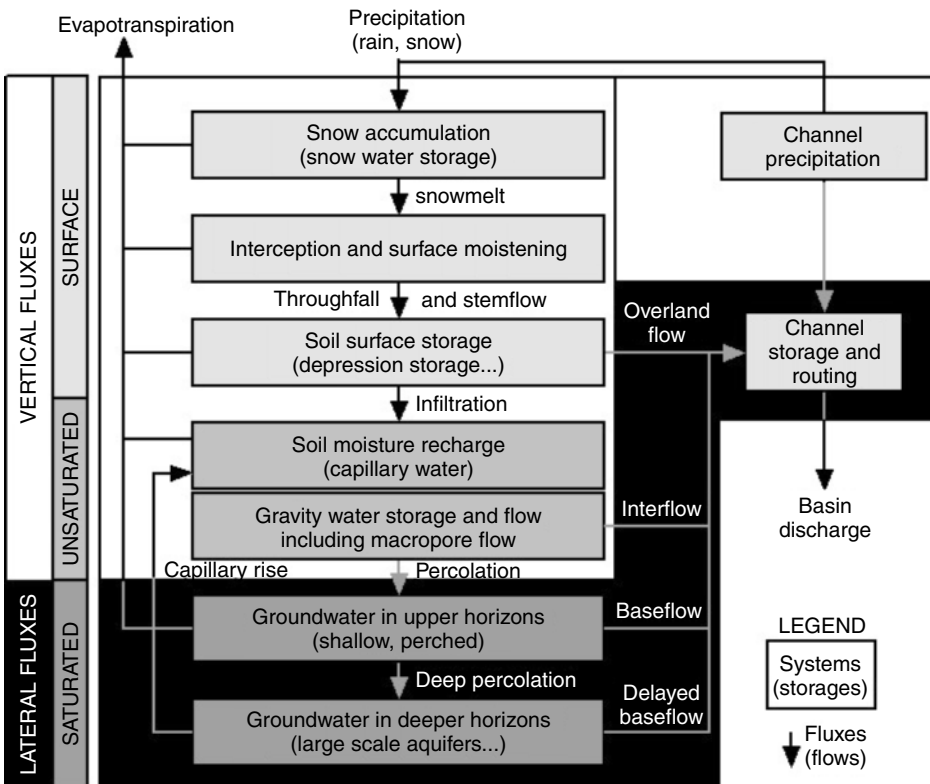 Evapotranspiration
Precipitation
(rain, snow)
Snow accumulation
(snow water storage)
Channel
precipitation
snowmelt
Interception and surface moistening
Throughfall
and stemflow
Overland
flow
Soil surface storage
(depression storage...)
Channel
storage and
routing
Infiltration
Soil moisture recharge
(capillary water)
Gravity water storage and flow
including macropore flow
Interflow
Basin
discharge
Capillary rise
Percolation
Groundwater in upper horizons
(shallow, perched)
Baseflow
Deep percolation
Groundwater in deeper horizons
(large scale aquifers...)
Delayed
baseflow
VERTICAL FLUXES
LATERAL FLUXES
SURFACE
UNSATURATED
SATURATED
LEGEND
Systems
(storages)
Fluxes
(flows)